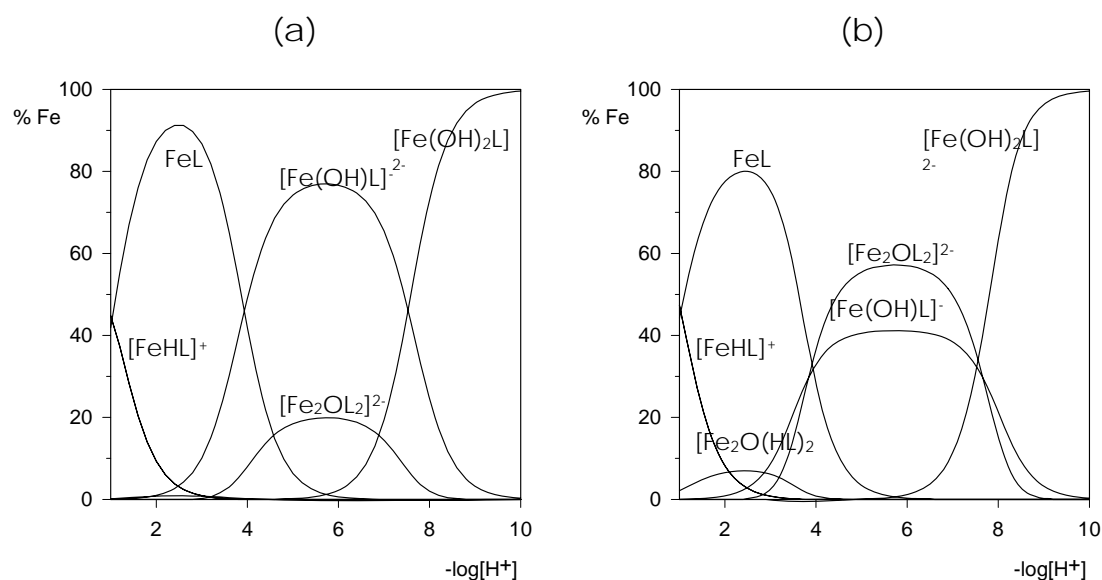 (a)
100
% Fe
80
60
40
20
0
FeL
[Fe(OH)L]-
[Fe(OH)2L]
2-
[FeHL]+
[Fe2OL2]2-
2 4 6 8 10
-log[H+]
(b)
100
% Fe
80
60
40
20
0
FeL
[Fe(OH)2L]
2-
[Fe2OL2]2-
[Fe(OH)L]-
[FeHL]+
[Fe2O(HL)2
2 4 6 8 10
-log[H+]